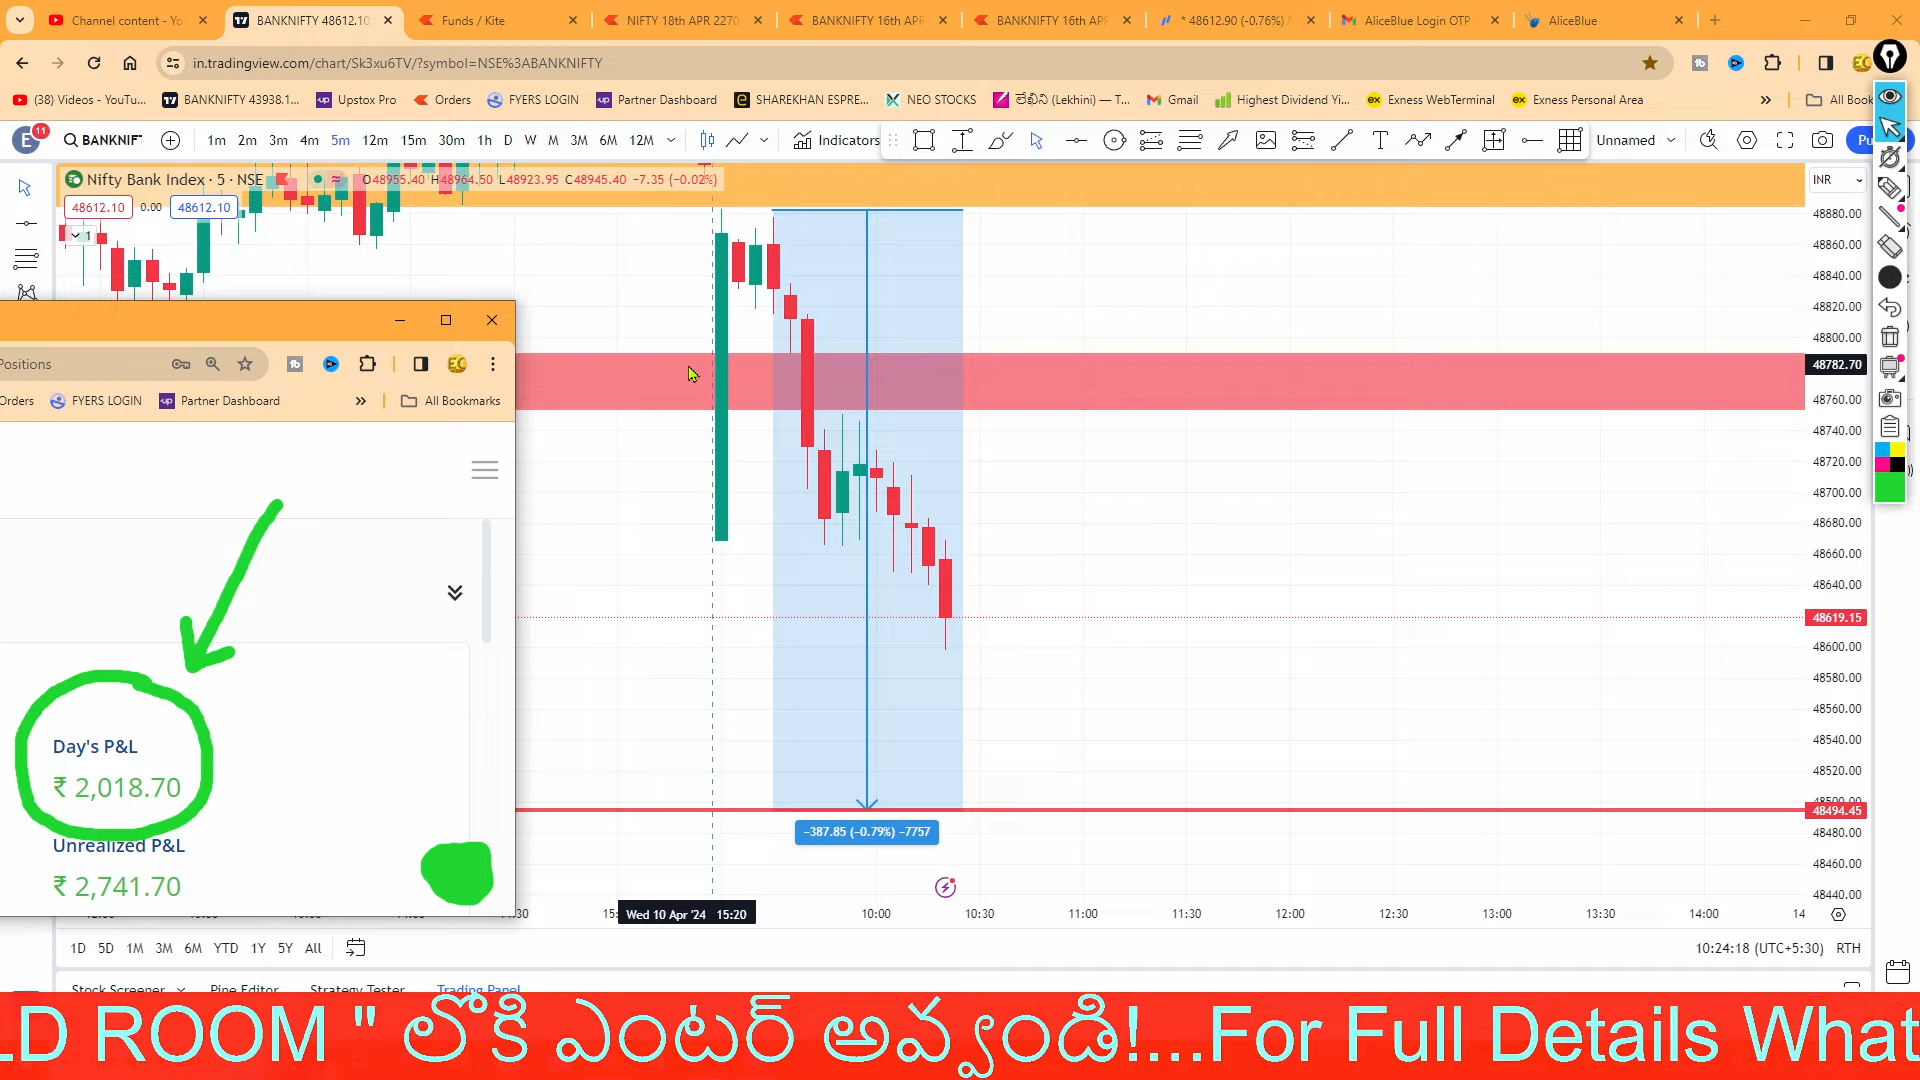 Channel content - Yo
BANKNIFTY 48612.10
Funds / Kite
NIFTY 18th APR 2270
BANKNIFTY 16th APR
BANKNIFTY 16th APR
* 48612.90 (-0.76%)
AliceBlue Login OTP
AliceBlue
in.tradingview.com/chart/Sk3xu6TV/?symbol=NSE%3ABANKNIFTY
(38) Videos - YouTu...
BANKNIFTY 43938.1...
Upstox Pro
Orders
FYERS LOGIN
Partner Dashboard
SHAREKHAN ESPRE...
NEO STOCKS
లేఖిని (Lekhini) — T...
Gmail
Highest Dividend Yi...
Exness WebTerminal
Exness Personal Area
All Book
E 11
BANKNIFT
1m 2m 3m 4m 5m 12m 15m 30m 1h D W M 3M 6M 12M
Indicators
Unnamed
Pu
Nifty Bank Index · 5 · NSE
O48955.40 H48964.50 L48923.95 C48945.40 -7.35 (-0.02%)
INR
48612.10 0.00 48612.10
1
48880.00
48860.00
48840.00
48820.00
48800.00
48782.70
48760.00
48740.00
48720.00
48700.00
48680.00
48660.00
48640.00
48619.15
48600.00
48580.00
48560.00
48540.00
48520.00
48500.00
48494.45
48480.00
48460.00
48440.00
Positions
Orders
FYERS LOGIN
Partner Dashboard
All Bookmarks
Day's P&L
₹ 2,018.70
Unrealized P&L
₹ 2,741.70
−387.85 (−0.79%) −7757
Wed 10 Apr '24 15:20
10:00 10:30 11:00 11:30 12:00 12:30 13:00 13:30 14:00 14
1D 5D 1M 3M 6M YTD 1Y 5Y All
10:24:18 (UTC+5:30) RTH
Stock Screener
Pine Editor
Strategy Tester
Trading Panel
LD ROOM " లోకి ఎంటర్ అవ్వండి!...For Full Details What